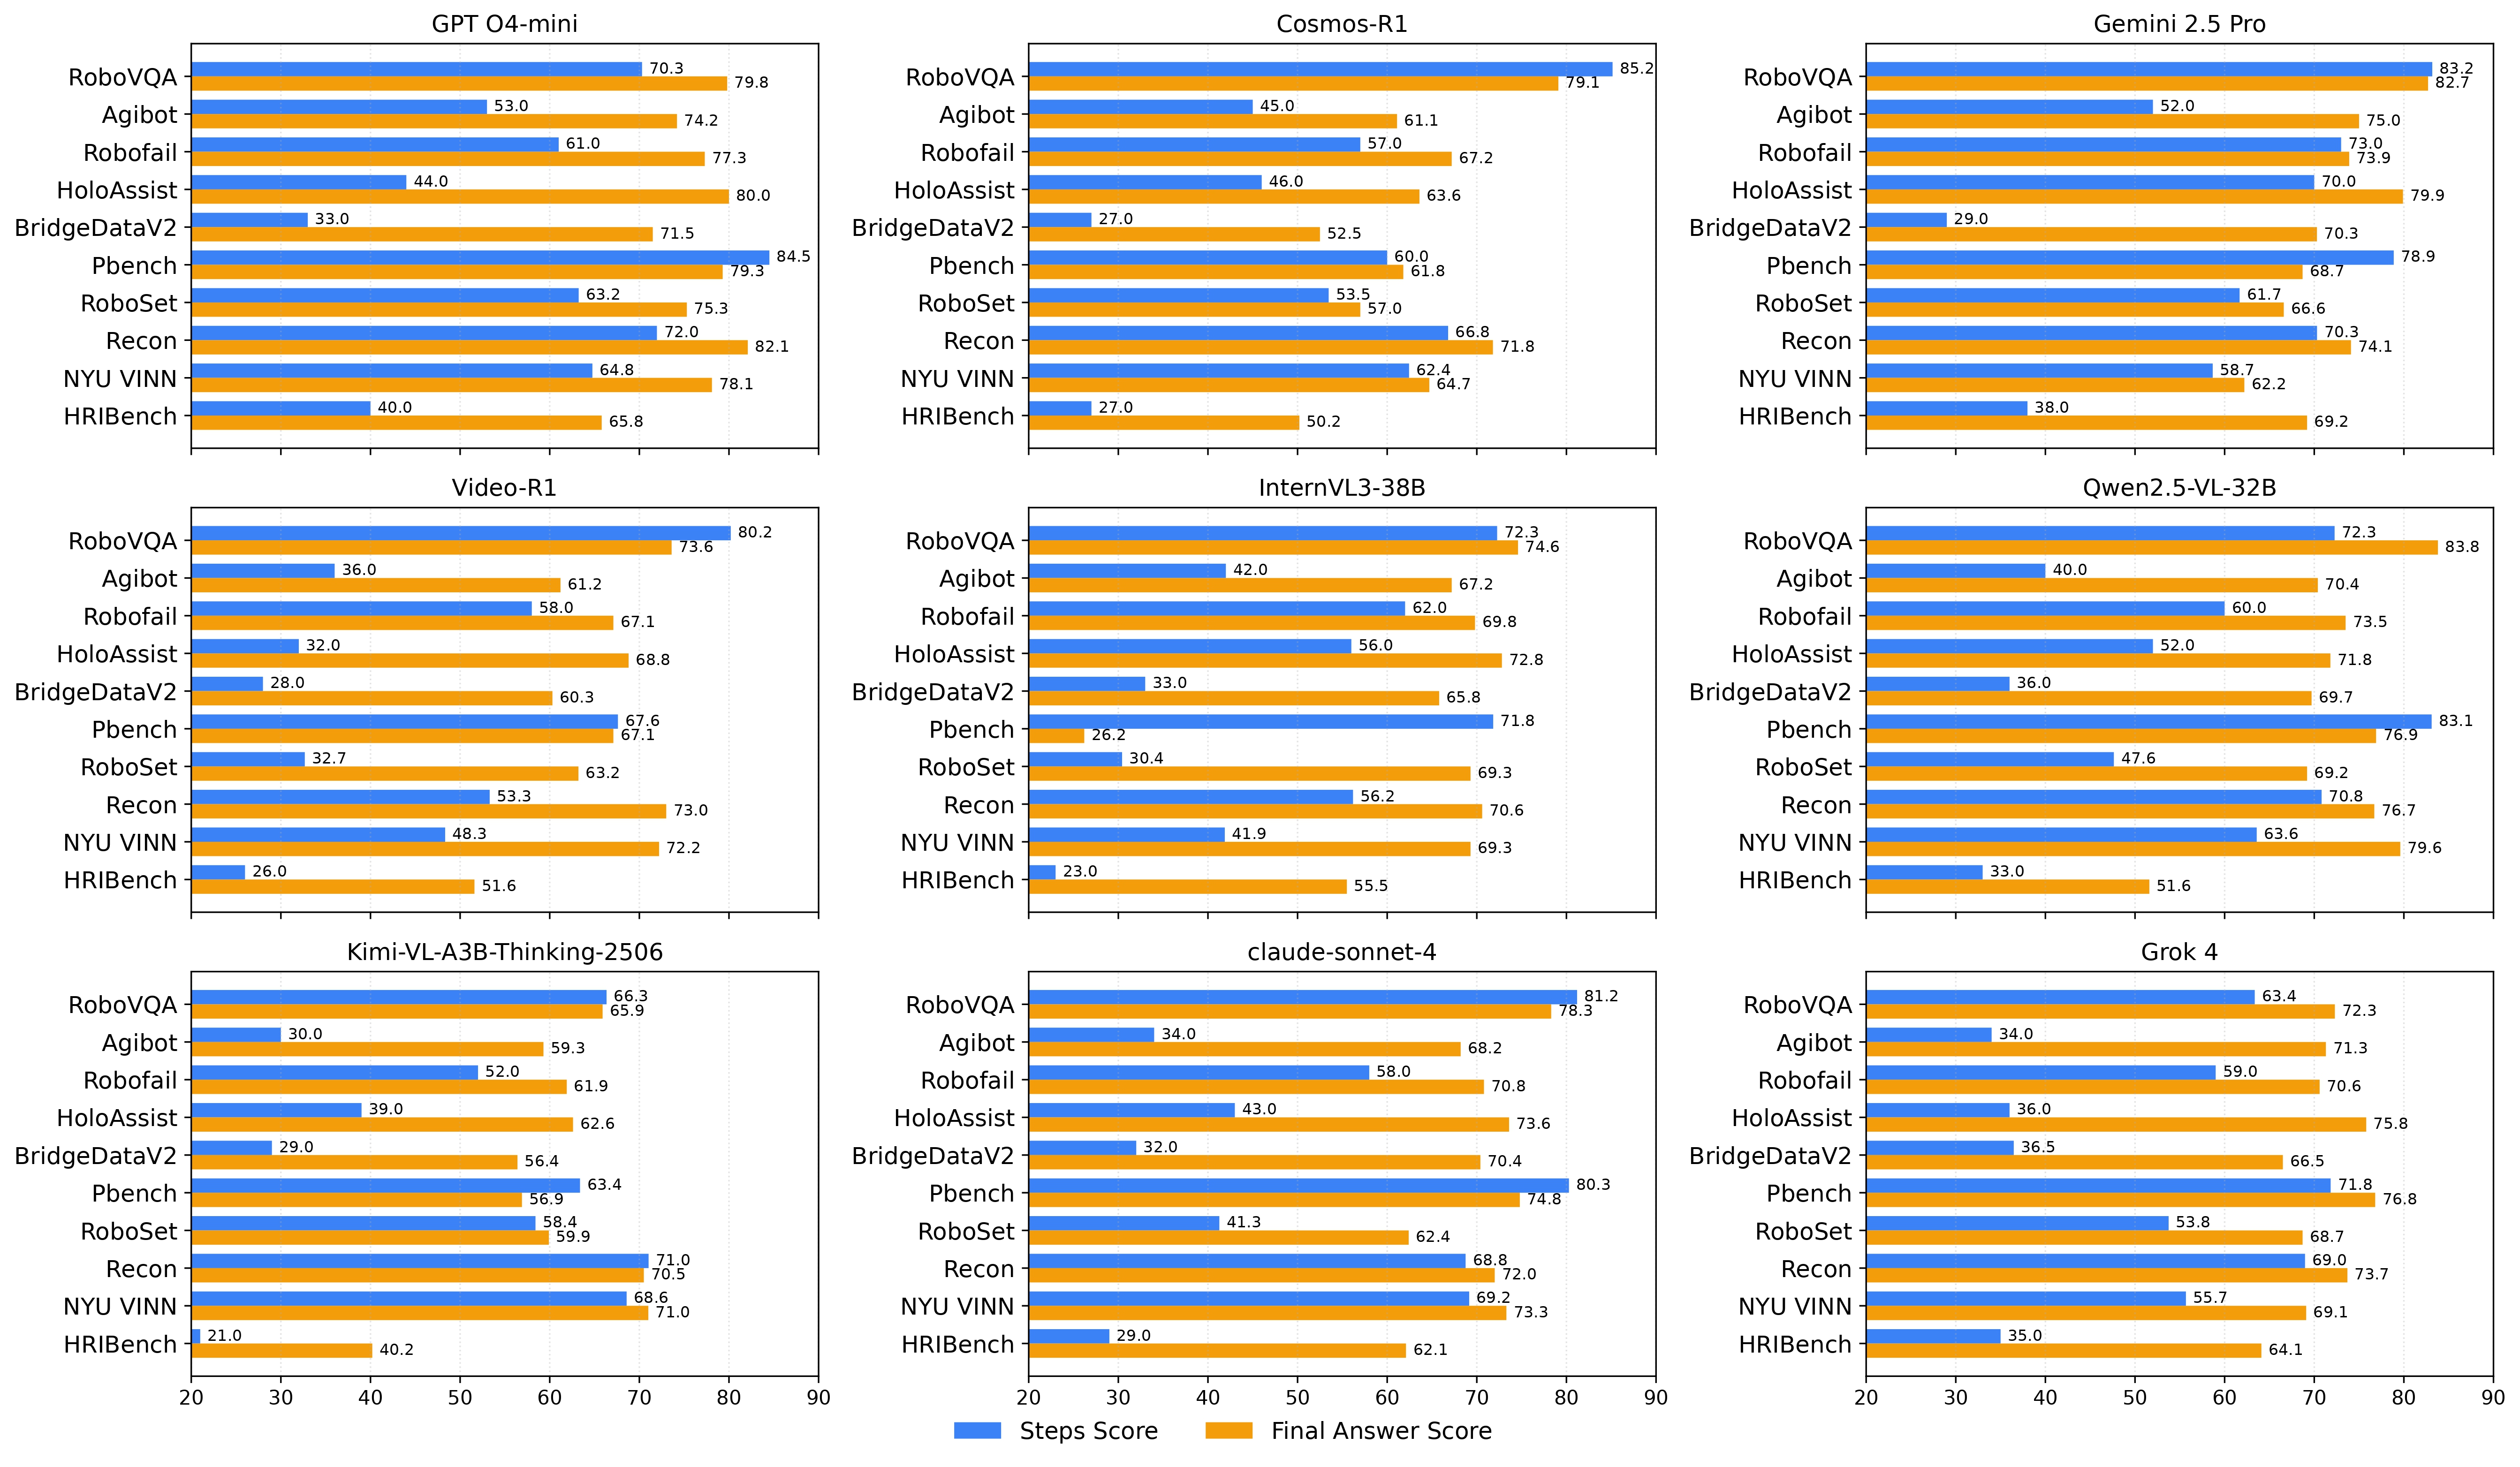 GPT O4-mini
RoboVQA 70.3 79.8
Agibot 53.0 74.2
Robofail 61.0 77.3
HoloAssist 44.0 80.0
BridgeDataV2 33.0 71.5
Pbench 84.5 79.3
RoboSet 63.2 75.3
Recon 72.0 82.1
NYU VINN 64.8 78.1
HRIBench 40.0 65.8
Cosmos-R1
RoboVQA 85.2 79.1
Agibot 45.0 61.1
Robofail 57.0 67.2
HoloAssist 46.0 63.6
BridgeDataV2 27.0 52.5
Pbench 60.0 61.8
RoboSet 53.5 57.0
Recon 66.8 71.8
NYU VINN 62.4 64.7
HRIBench 27.0 50.2
Gemini 2.5 Pro
RoboVQA 83.2 82.7
Agibot 52.0 75.0
Robofail 73.0 73.9
HoloAssist 70.0 79.9
BridgeDataV2 29.0 70.3
Pbench 78.9 68.7
RoboSet 61.7 66.6
Recon 70.3 74.1
NYU VINN 58.7 62.2
HRIBench 38.0 69.2
Video-R1
RoboVQA 80.2 73.6
Agibot 36.0 61.2
Robofail 58.0 67.1
HoloAssist 32.0 68.8
BridgeDataV2 28.0 60.3
Pbench 67.6 67.1
RoboSet 32.7 63.2
Recon 53.3 73.0
NYU VINN 48.3 72.2
HRIBench 26.0 51.6
InternVL3-38B
RoboVQA 72.3 74.6
Agibot 42.0 67.2
Robofail 62.0 69.8
HoloAssist 56.0 72.8
BridgeDataV2 33.0 65.8
Pbench 71.8 26.2
RoboSet 30.4 69.3
Recon 56.2 70.6
NYU VINN 41.9 69.3
HRIBench 23.0 55.5
Qwen2.5-VL-32B
RoboVQA 72.3 83.8
Agibot 40.0 70.4
Robofail 60.0 73.5
HoloAssist 52.0 71.8
BridgeDataV2 36.0 69.7
Pbench 83.1 76.9
RoboSet 47.6 69.2
Recon 70.8 76.7
NYU VINN 63.6 79.6
HRIBench 33.0 51.6
Kimi-VL-A3B-Thinking-2506
RoboVQA 66.3 65.9
Agibot 30.0 59.3
Robofail 52.0 61.9
HoloAssist 39.0 62.6
BridgeDataV2 29.0 56.4
Pbench 63.4 56.9
RoboSet 58.4 59.9
Recon 71.0 70.5
NYU VINN 68.6 71.0
HRIBench 21.0 40.2
20 30 40 50 60 70 80 90
claude-sonnet-4
RoboVQA 81.2 78.3
Agibot 34.0 68.2
Robofail 58.0 70.8
HoloAssist 43.0 73.6
BridgeDataV2 32.0 70.4
Pbench 80.3 74.8
RoboSet 41.3 62.4
Recon 68.8 72.0
NYU VINN 69.2 73.3
HRIBench 29.0 62.1
20 30 40 50 60 70 80 90
Grok 4
RoboVQA 63.4 72.3
Agibot 34.0 71.3
Robofail 59.0 70.6
HoloAssist 36.0 75.8
BridgeDataV2 36.5 66.5
Pbench 71.8 76.8
RoboSet 53.8 68.7
Recon 69.0 73.7
NYU VINN 55.7 69.1
HRIBench 35.0 64.1
20 30 40 50 60 70 80 90
Steps Score Final Answer Score